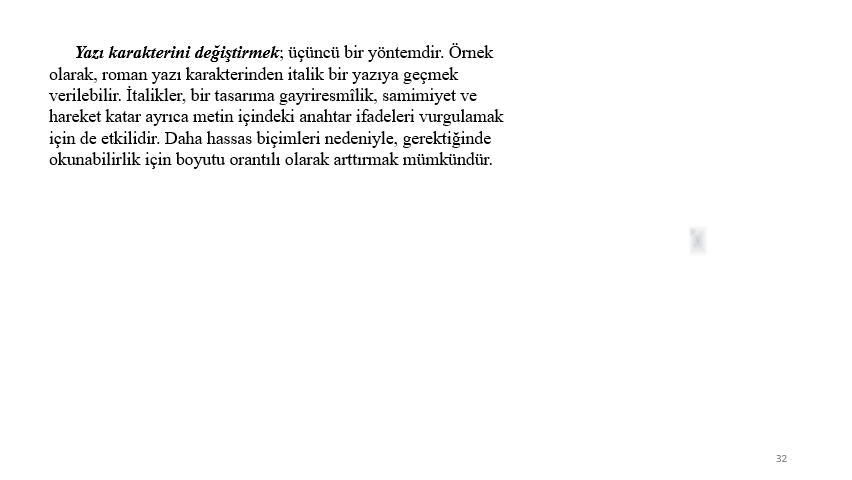 Yazı karakterini değiştirmek; üçüncü bir yöntemdir. Örnek
olarak, roman yazı karakterinden italik bir yazıya geçmek
verilebilir. İtalikler, bir tasarıma gayriresmîlik, samimiyet ve
hareket katar ayrıca metin içindeki anahtar ifadeleri vurgulamak
için de etkilidir. Daha hassas biçimleri nedeniyle, gerektiğinde
okunabilirlik için boyutu orantılı olarak arttırmak mümkündür.
32